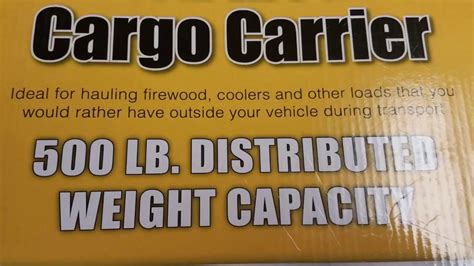 Cargo Carrier
Ideal for hauling firewood, coolers and other loads that you
would rather have outside your vehicle during transport
500 LB. DISTRIBUTED
WEIGHT CAPACITY